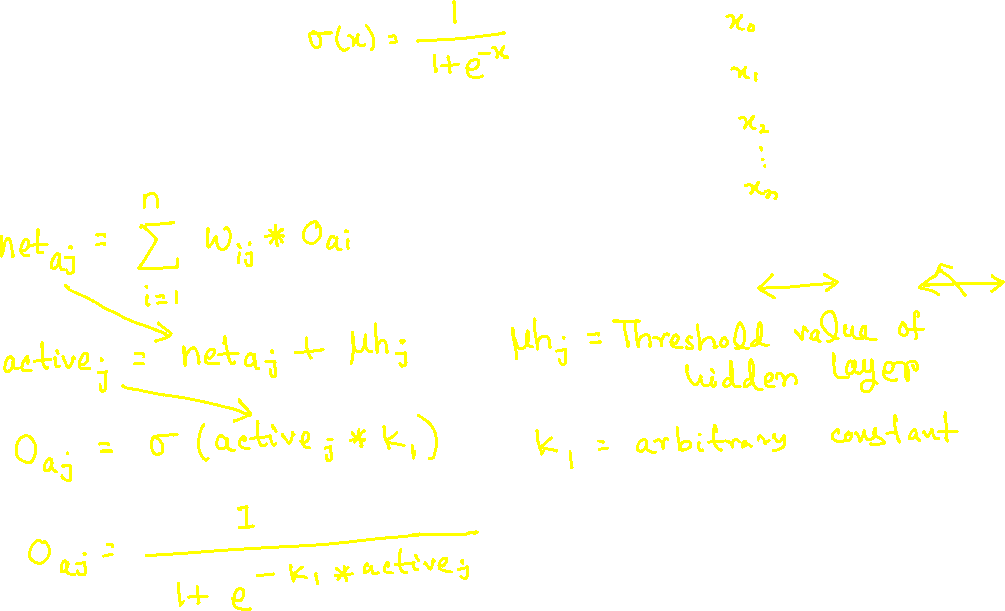 σ(x) = 1 / (1 + e^-x)
x₀
x₁
x₂
⋮
xₙ
net_aj = Σ_{i=1}^{n} W_ij * O_ai
active_j = net_aj + μh_j
μh_j = Threshold value of
hidden layer
O_aj = σ (active_j * K₁)
K₁ = arbitrary constant
O_aj = 1 / (1 + e^{-K₁ * active_j})